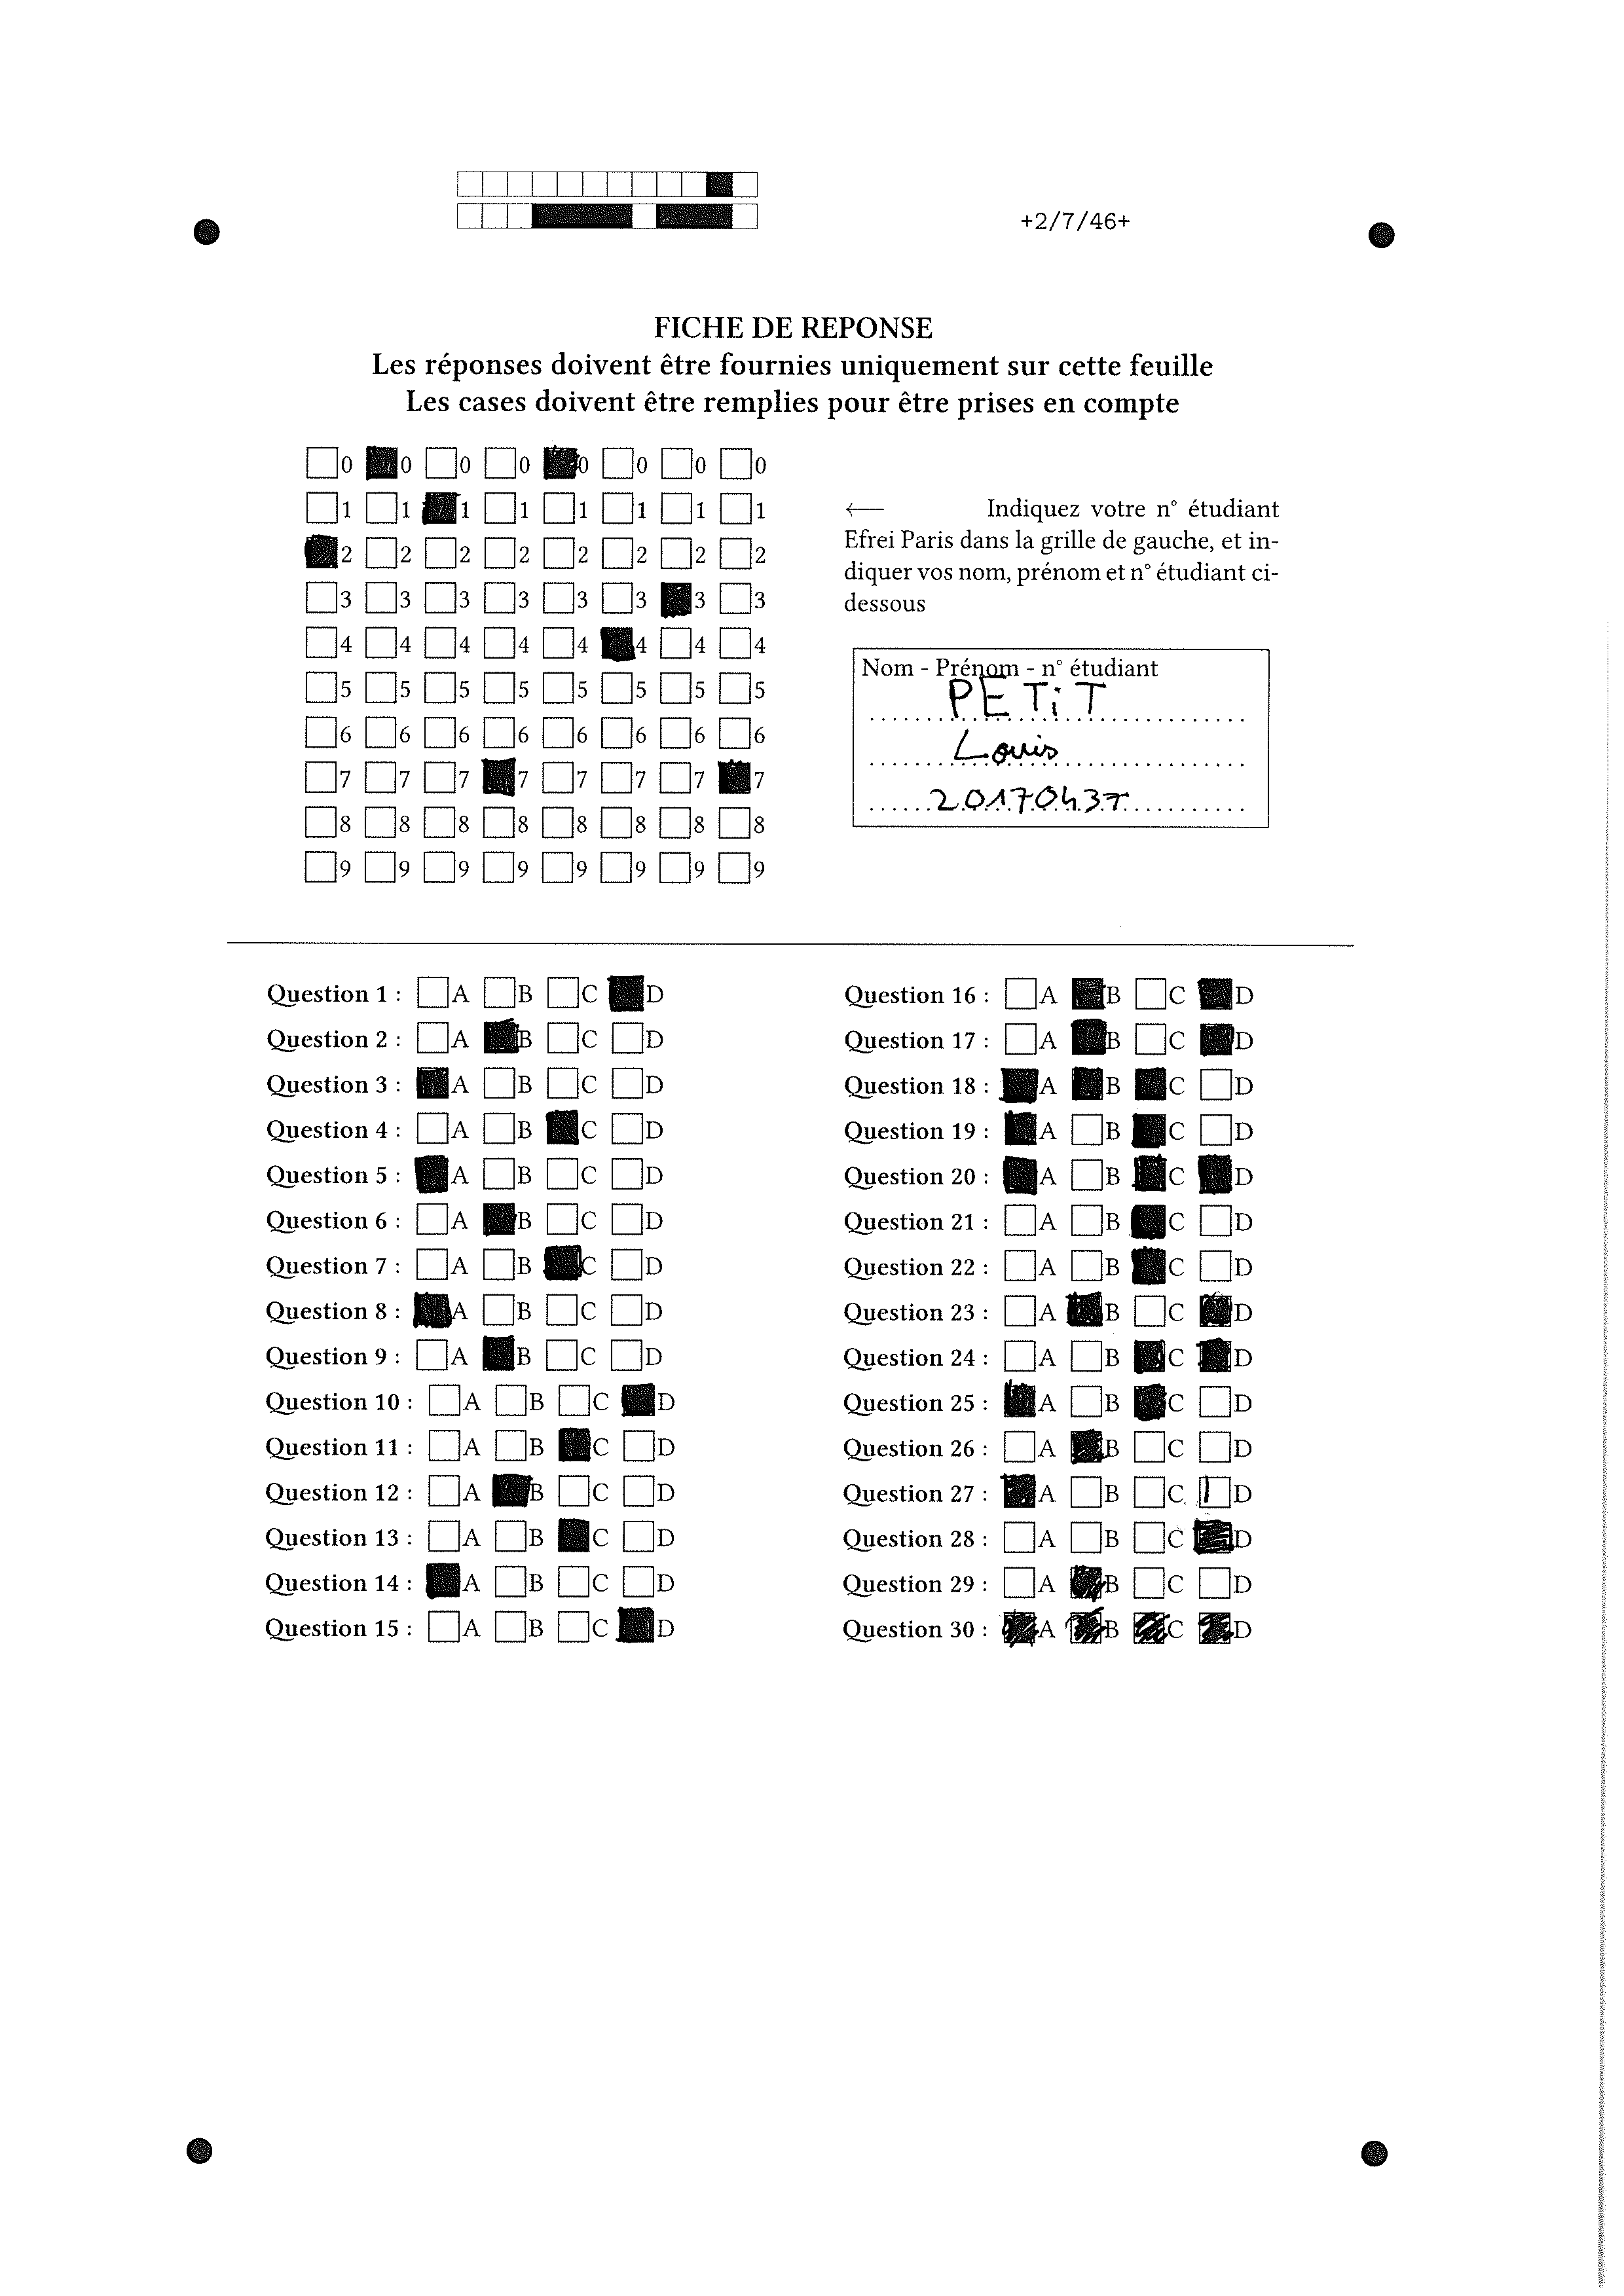 +2/7/46+
FICHE DE REPONSE
Les réponses doivent être fournies uniquement sur cette feuille
Les cases doivent être remplies pour être prises en compte
0 0 0 0 0 0 0 0
1 1 1 1 1 1 1 1
2 2 2 2 2 2 2 2
3 3 3 3 3 3 3 3
4 4 4 4 4 4 4 4
5 5 5 5 5 5 5 5
6 6 6 6 6 6 6 6
7 7 7 7 7 7 7 7
8 8 8 8 8 8 8 8
9 9 9 9 9 9 9 9
← Indiquez votre n° étudiant
Efrei Paris dans la grille de gauche, et in-
diquer vos nom, prénom et n° étudiant ci-
dessous
Nom - Prénom - n° étudiant
PETiT
Louis
20170437
Question 1 : A B C D
Question 2 : A B C D
Question 3 : A B C D
Question 4 : A B C D
Question 5 : A B C D
Question 6 : A B C D
Question 7 : A B C D
Question 8 : A B C D
Question 9 : A B C D
Question 10 : A B C D
Question 11 : A B C D
Question 12 : A B C D
Question 13 : A B C D
Question 14 : A B C D
Question 15 : A B C D
Question 16 : A B C D
Question 17 : A B C D
Question 18 : A B C D
Question 19 : A B C D
Question 20 : A B C D
Question 21 : A B C D
Question 22 : A B C D
Question 23 : A B C D
Question 24 : A B C D
Question 25 : A B C D
Question 26 : A B C D
Question 27 : A B C D
Question 28 : A B C D
Question 29 : A B C D
Question 30 : A B C D